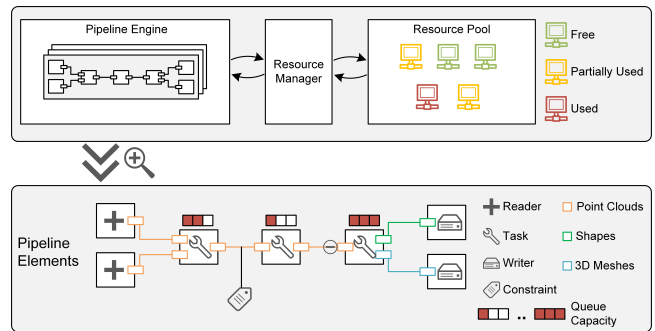 Pipeline Engine
Resource
Manager
Resource Pool
Free
Partially Used
Used
Pipeline
Elements
Reader
Task
Writer
Constraint
Point Clouds
Shapes
3D Meshes
..
Queue
Capacity